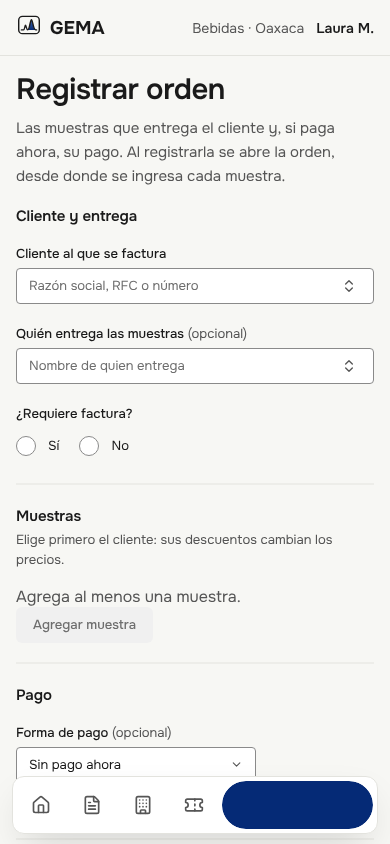 GEMA
Bebidas · Oaxaca Laura M.
Registrar orden
Las muestras que entrega el cliente y, si paga
ahora, su pago. Al registrarla se abre la orden,
desde donde se ingresa cada muestra.
Cliente y entrega
Cliente al que se factura
Razón social, RFC o número
Quién entrega las muestras (opcional)
Nombre de quien entrega
¿Requiere factura?
Sí No
Muestras
Elige primero el cliente: sus descuentos cambian los
precios.
Agrega al menos una muestra.
Agregar muestra
Pago
Forma de pago (opcional)
Sin pago ahora